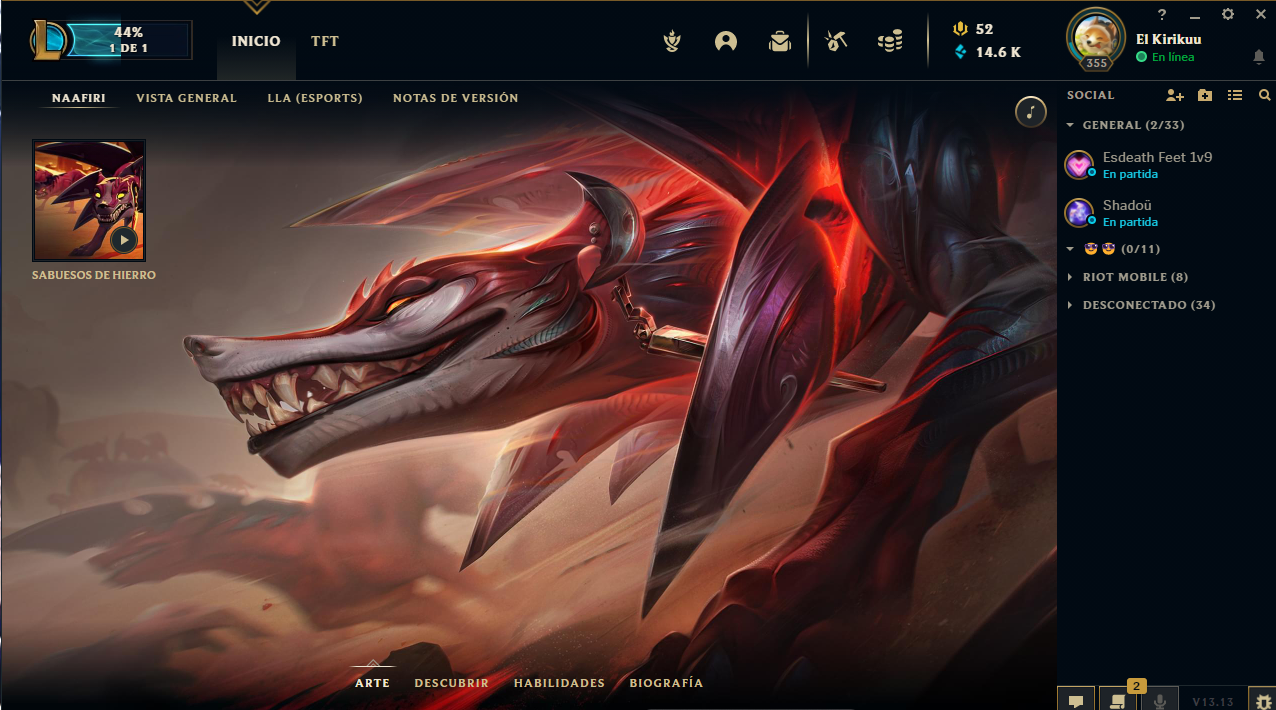 44%
1 DE 1
INICIO
TFT
52
14.6 K
?
355
El Kirikuu
En línea
NAAFIRI
VISTA GENERAL
LLA (ESPORTS)
NOTAS DE VERSIÓN
SABUESOS DE HIERRO
SOCIAL
GENERAL (2/33)
Esdeath Feet 1v9
En partida
Shadoü
En partida
😎😎 (0/11)
RIOT MOBILE (8)
DESCONECTADO (34)
ARTE
DESCUBRIR
HABILIDADES
BIOGRAFÍA
2
V13.13